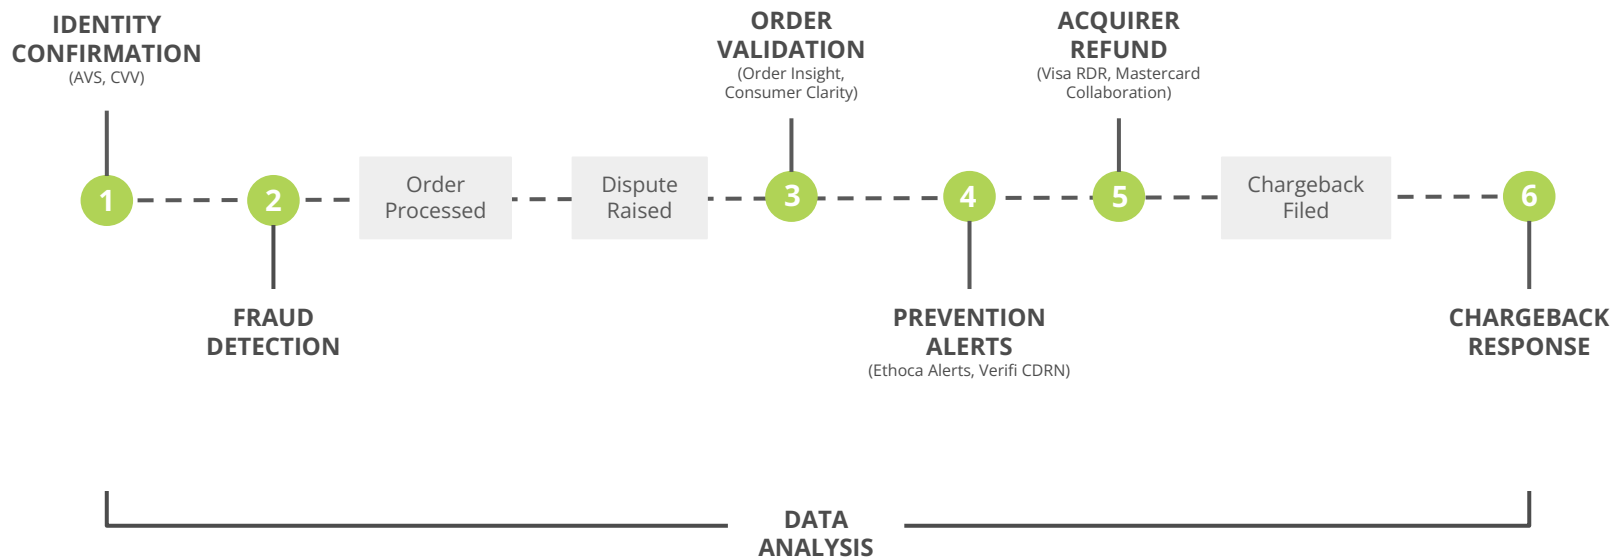 IDENTITY
CONFIRMATION
(AVS, CVV)
ORDER
VALIDATION
(Order Insight,
Consumer Clarity)
ACQUIRER
REFUND
(Visa RDR, Mastercard
Collaboration)
1
2
Order
Processed
Dispute
Raised
3
4
5
Chargeback
Filed
6
FRAUD
DETECTION
PREVENTION
ALERTS
(Ethoca Alerts, Verifi CDRN)
CHARGEBACK
RESPONSE
DATA
ANALYSIS